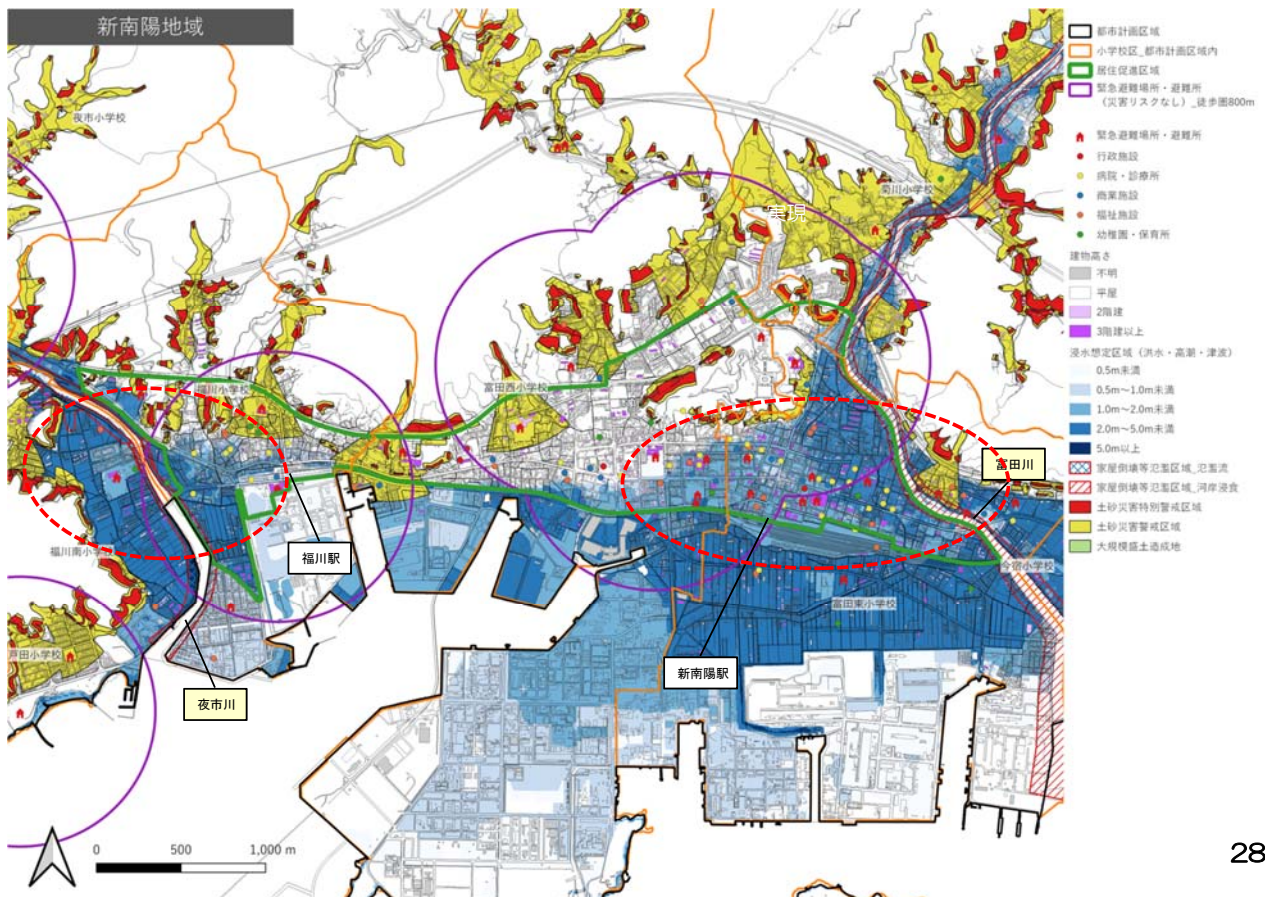 新南陽地域
夜市小学校
菊川小学校
実現
福川小学校
富田西小学校
富田川
福川駅
福川南小学校
今宿小学校
富田東小学校
戸田小学校
新南陽駅
夜市川
0 500 1,000 m
都市計画区域
小学校区_都市計画区域内
居住促進区域
緊急避難場所・避難所
（災害リスクなし）_徒歩圏800m
緊急避難場所・避難所
行政施設
病院・診療所
商業施設
福祉施設
幼稚園・保育所
建物高さ
不明
平屋
2階建
3階建以上
浸水想定区域（洪水・高潮・津波）
0.5m未満
0.5m～1.0m未満
1.0m～2.0m未満
2.0m～5.0m未満
5.0m以上
家屋倒壊等氾濫区域_氾濫流
家屋倒壊等氾濫区域_河岸浸食
土砂災害特別警戒区域
土砂災害警戒区域
大規模盛土造成地
28